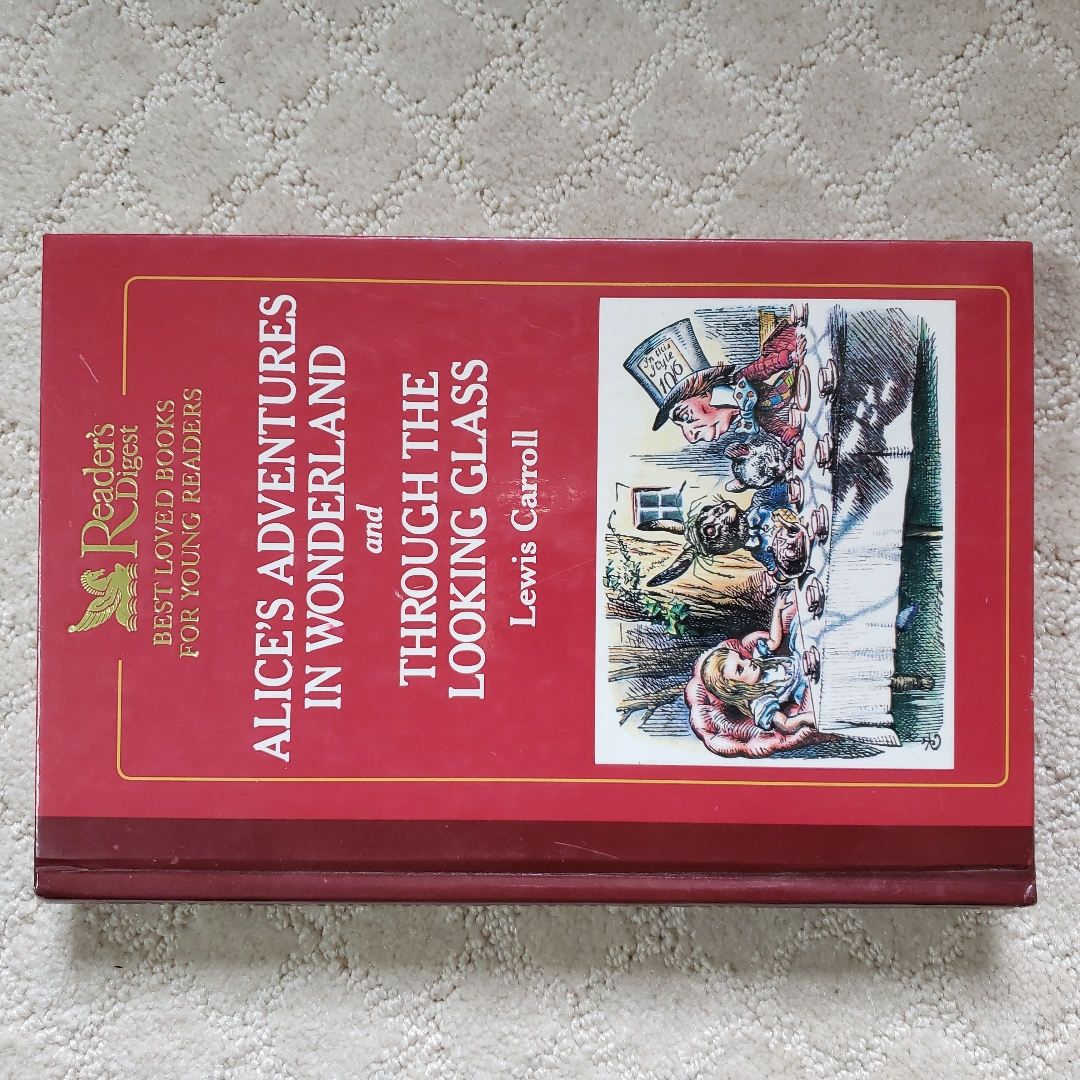 Reader's
Digest
BEST LOVED BOOKS
FOR YOUNG READERS
ALICE'S ADVENTURES
IN WONDERLAND
and
THROUGH THE
LOOKING GLASS
Lewis Carroll
In this
Style
10/6